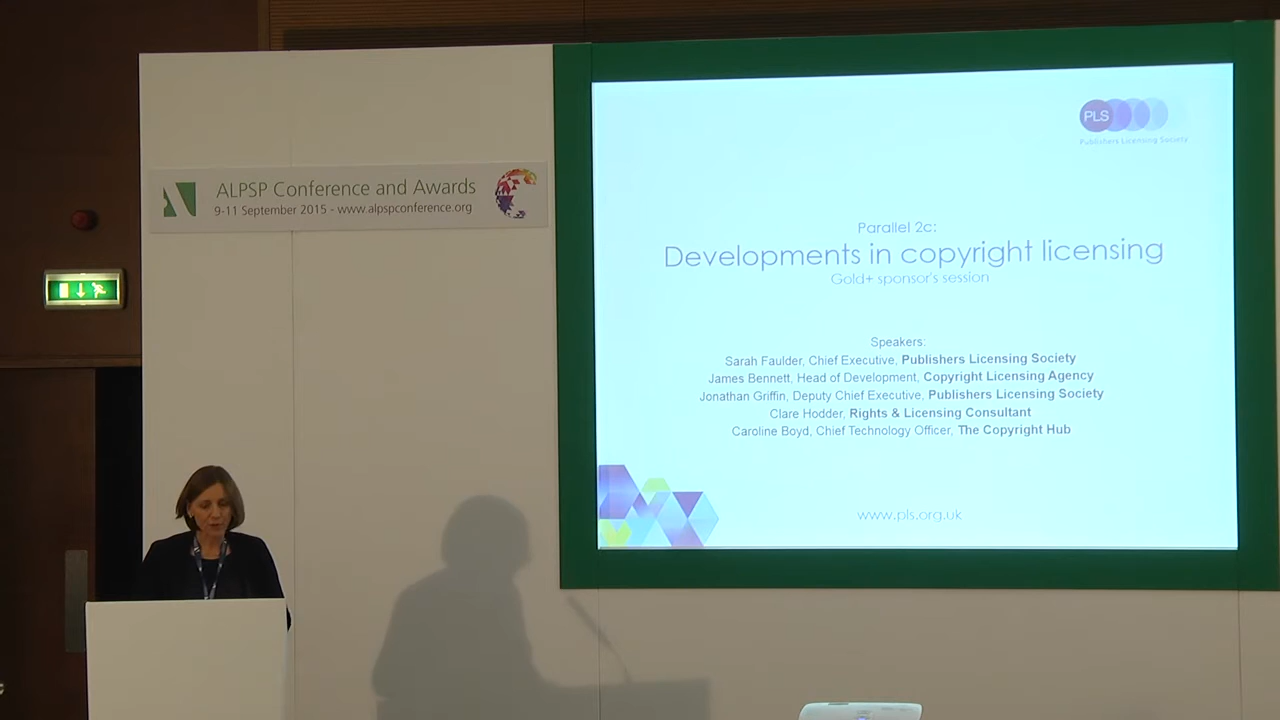 ALPSP Conference and Awards
9-11 September 2015 - www.alpspconference.org
PLS
Publishers Licensing Society
Parallel 2c:
Developments in copyright licensing
Gold+ sponsor's session
Speakers:
Sarah Faulder, Chief Executive, Publishers Licensing Society
James Bennett, Head of Development, Copyright Licensing Agency
Jonathan Griffin, Deputy Chief Executive, Publishers Licensing Society
Clare Hodder, Rights & Licensing Consultant
Caroline Boyd, Chief Technology Officer, The Copyright Hub
www.pls.org.uk